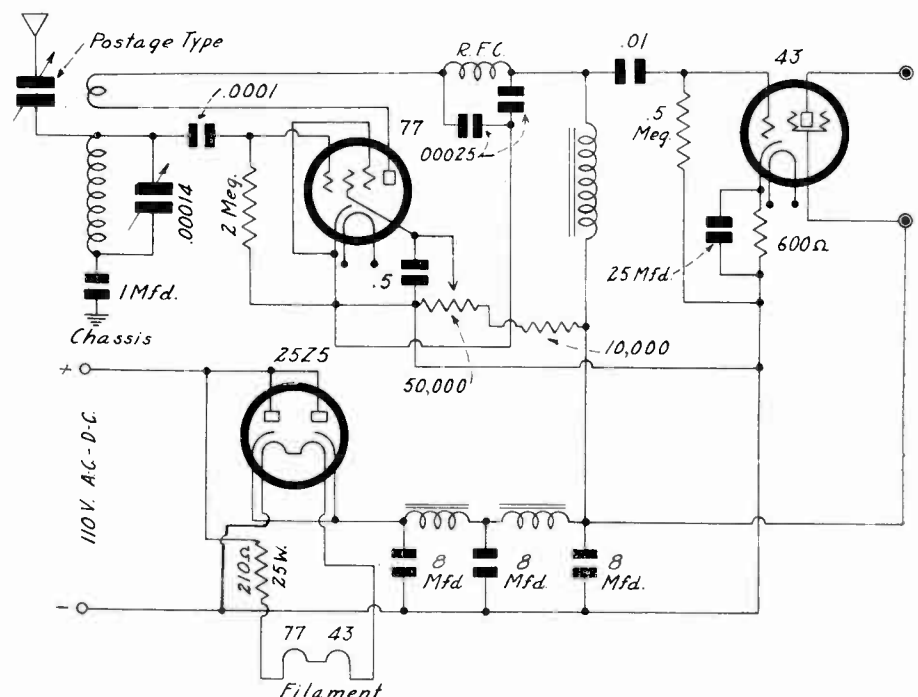 Postage Type
.0001
R.F.C.
.01
43
77
.00025
.5 Meg.
.00014
2 Meg.
600Ω
25 Mfd.
1 Mfd.
Chassis
.5
10,000
50,000
25Z5
+
110 V. A.C.-D.C.
-
210Ω
25 W.
8 Mfd.
8 Mfd.
8 Mfd.
77 43
Filament